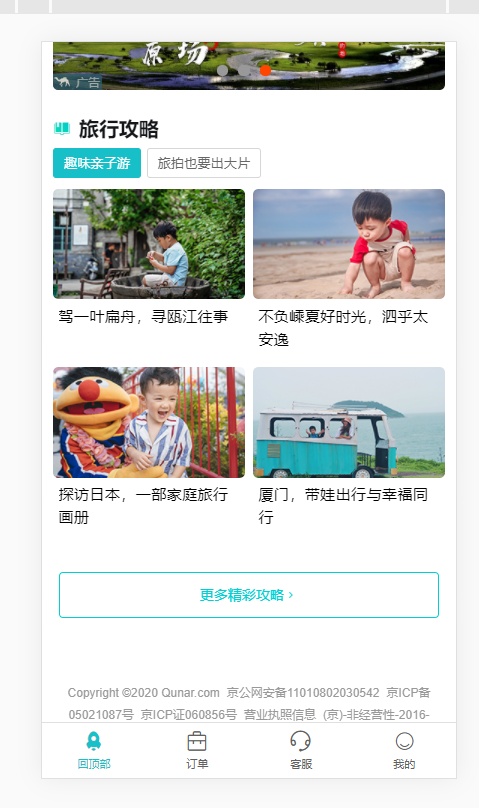 原 场
广告
旅行攻略
趣味亲子游 旅拍也要出大片
驾一叶扁舟，寻瓯江往事
不负嵊夏好时光，泗乎太
安逸
探访日本，一部家庭旅行
画册
厦门，带娃出行与幸福同
行
更多精彩攻略 >
Copyright ©2020 Qunar.com 京公网安备11010802030542 京ICP备
05021087号 京ICP证060856号 营业执照信息 (京)-非经营性-2016-
回顶部 订单 客服 我的